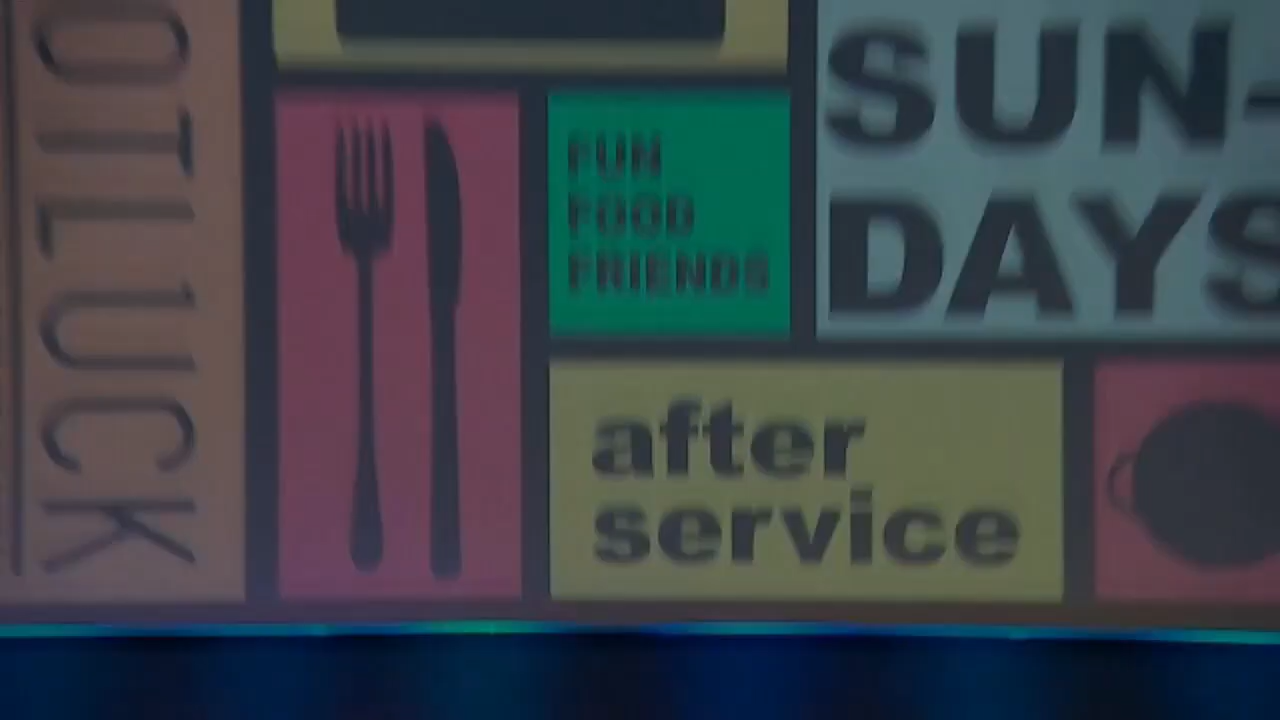 OTLUCK
FUN
FOOD
FRIENDS
SUN-
DAYS
after
service